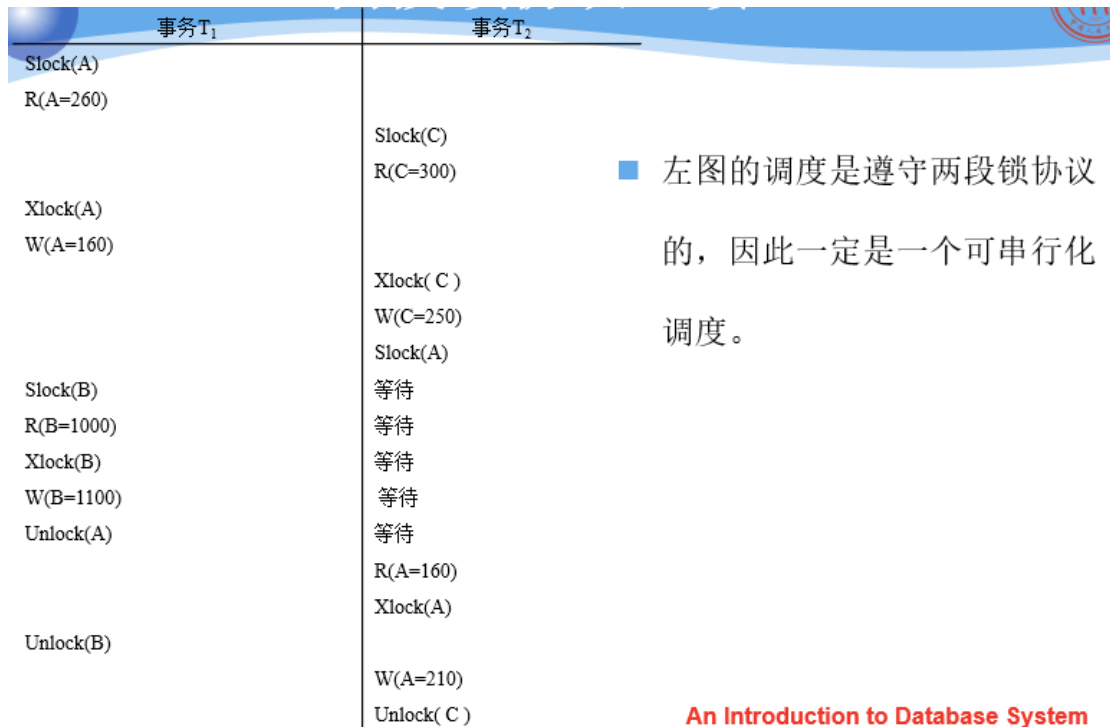 事务T₁ 事务T₂
Slock(A)
R(A=260)
Slock(C)
R(C=300)
Xlock(A)
W(A=160)
Xlock( C )
W(C=250)
Slock(A)
Slock(B) 等待
R(B=1000) 等待
Xlock(B) 等待
W(B=1100) 等待
Unlock(A) 等待
R(A=160)
Xlock(A)
Unlock(B)
W(A=210)
Unlock( C )
■ 左图的调度是遵守两段锁协议
的，因此一定是一个可串行化
调度。
An Introduction to Database System